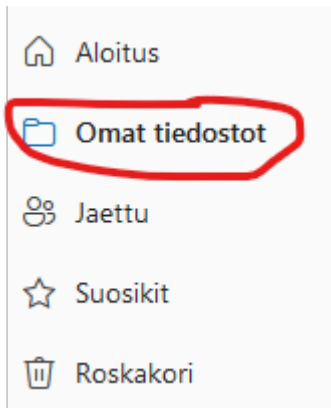 Aloitus
Omat tiedostot
Jaettu
Suosikit
Roskakori